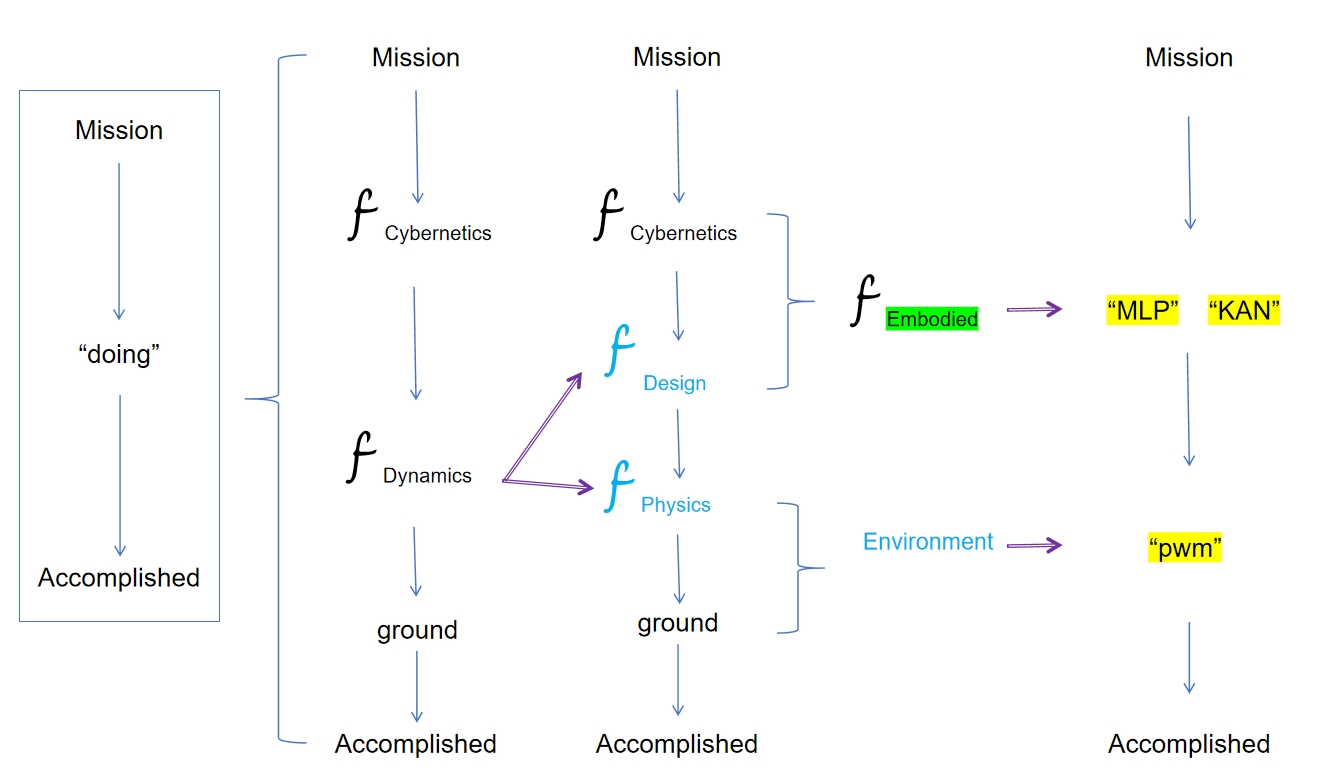 Mission
“doing”
Accomplished
Mission
f Cybernetics
f Dynamics
ground
Accomplished
Mission
f Cybernetics
f Design
f Physics
ground
Accomplished
f Embodied
Environment
Mission
“MLP” “KAN”
“pwm”
Accomplished